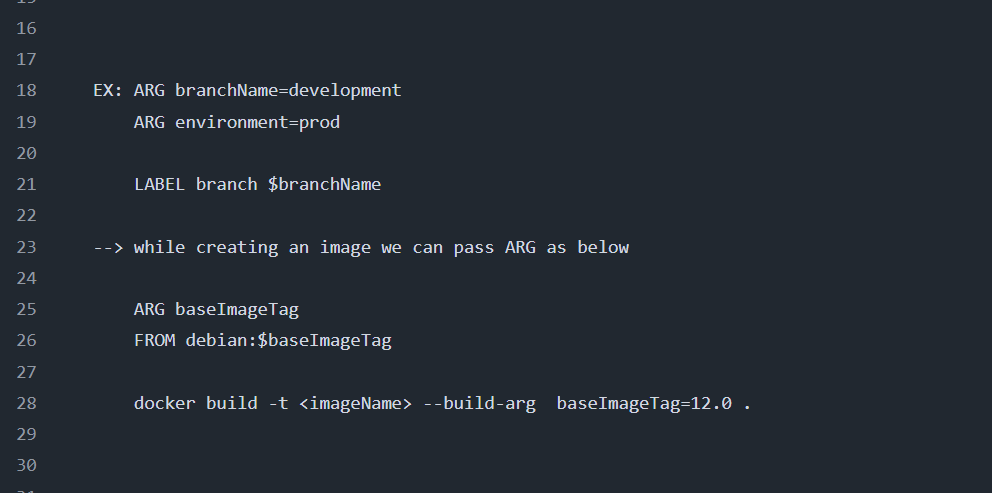 16
17
18 EX: ARG branchName=development
19 ARG environment=prod
20
21 LABEL branch $branchName
22
23 --> while creating an image we can pass ARG as below
24
25 ARG baseImageTag
26 FROM debian:$baseImageTag
27
28 docker build -t <imageName> --build-arg  baseImageTag=12.0 .
29
30